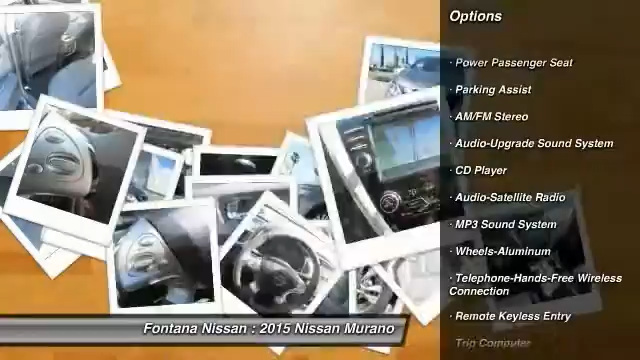 Options
· Power Passenger Seat
· Parking Assist
· AM/FM Stereo
· Audio-Upgrade Sound System
· CD Player
· Audio-Satellite Radio
· MP3 Sound System
· Wheels-Aluminum
· Telephone-Hands-Free Wireless
Connection
· Remote Keyless Entry
· Trip Computer
Fontana Nissan : 2015 Nissan Murano